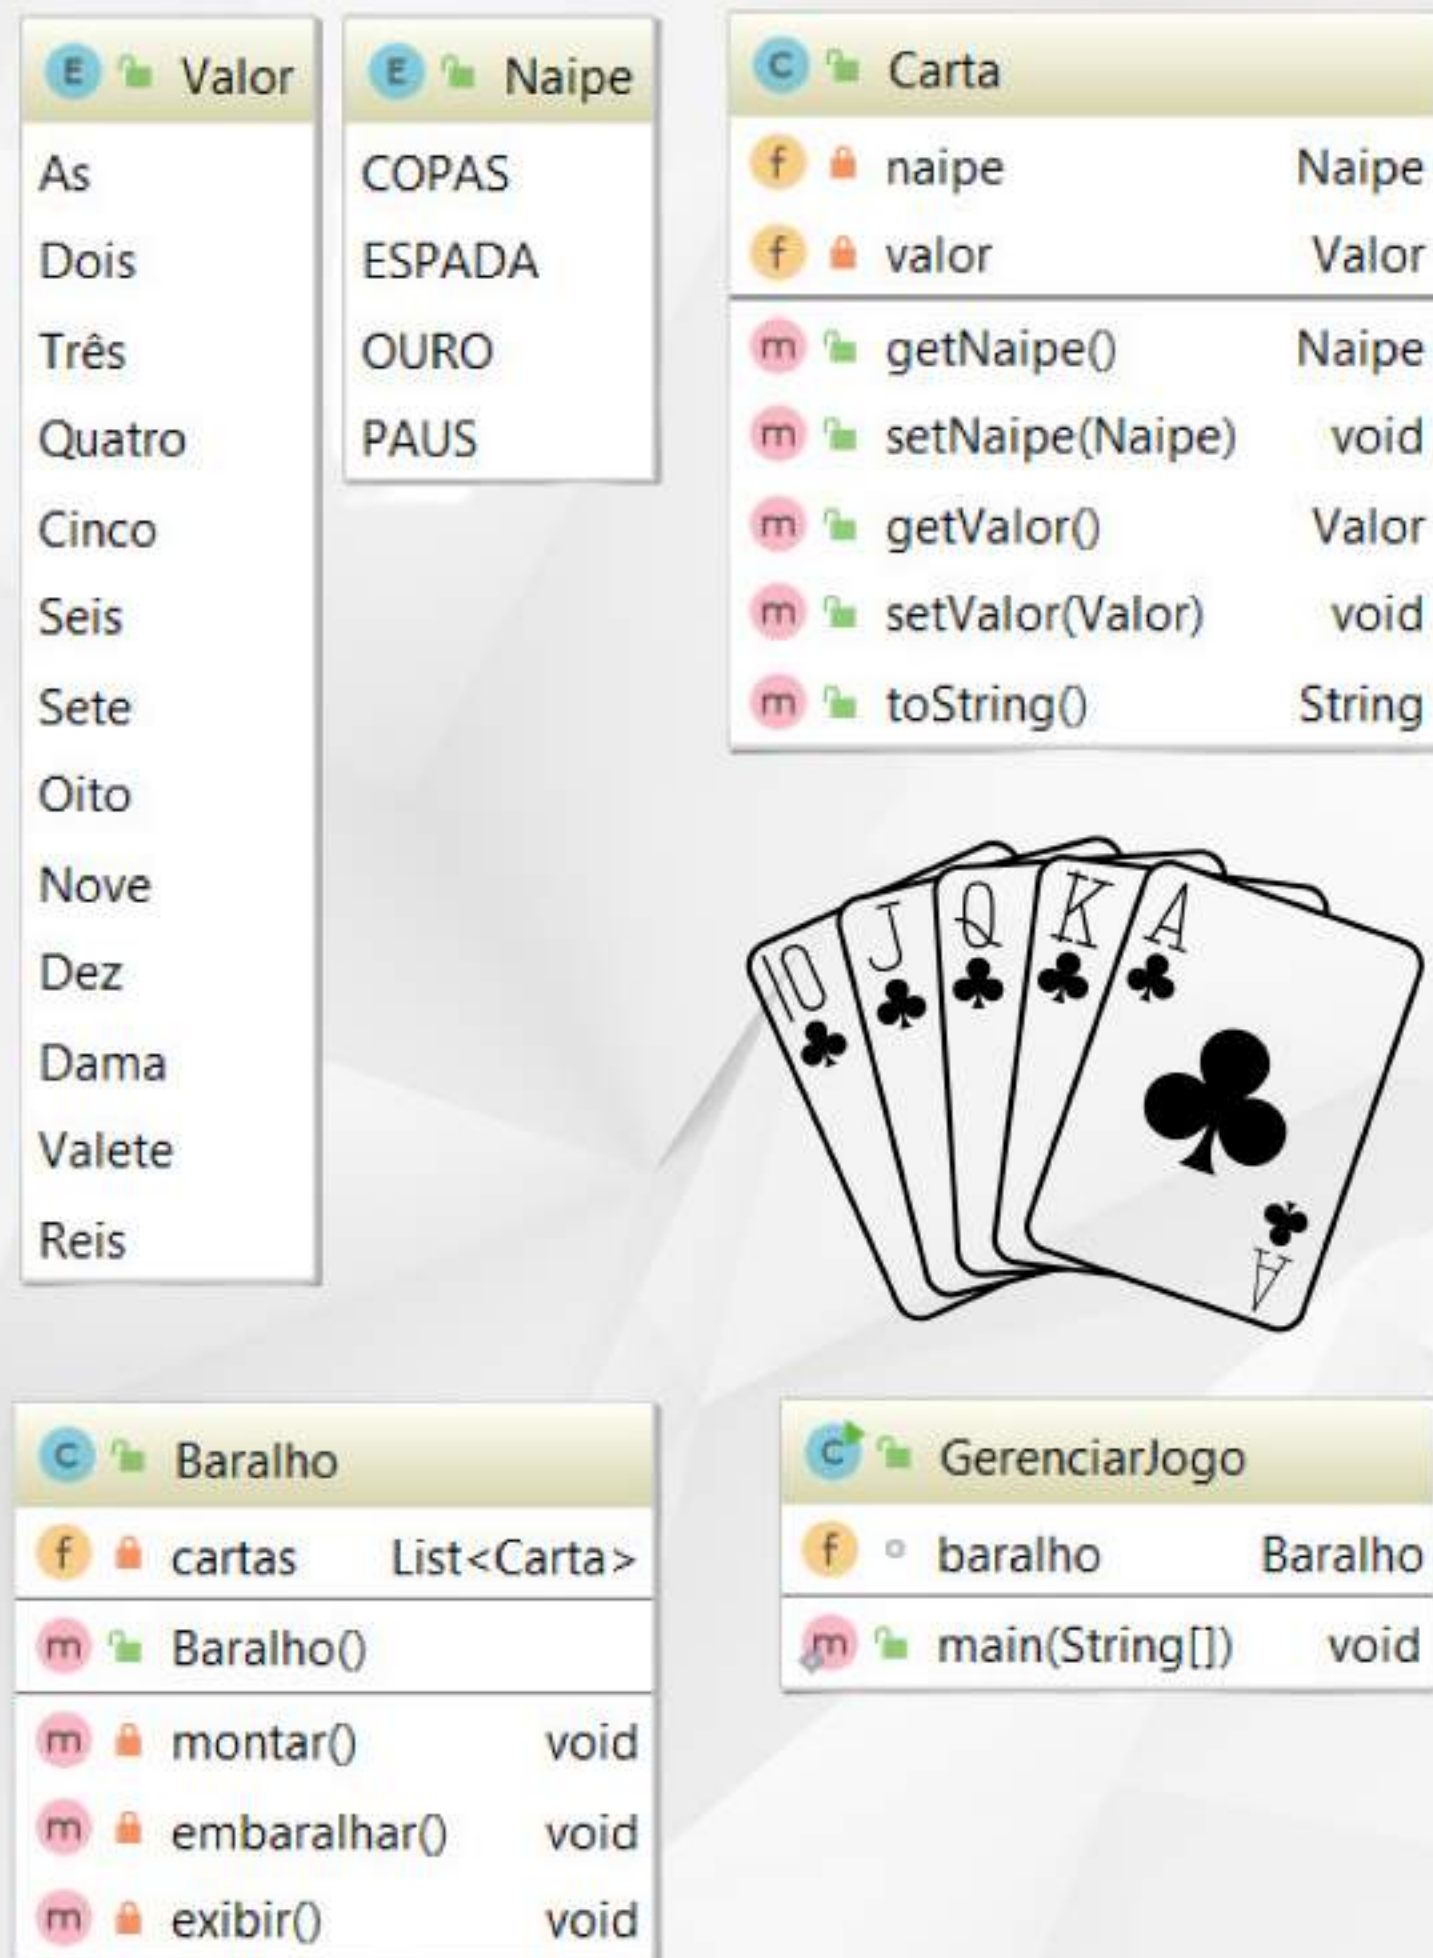 E Valor
As
Dois
Três
Quatro
Cinco
Seis
Sete
Oito
Nove
Dez
Dama
Valete
Reis
E Naipe
COPAS
ESPADA
OURO
PAUS
C Carta
f naipe Naipe
f valor Valor
m getNaipe() Naipe
m setNaipe(Naipe) void
m getValor() Valor
m setValor(Valor) void
m toString() String
10 J Q K A
A
C Baralho
f cartas List<Carta>
m Baralho()
m montar() void
m embaralhar() void
m exibir() void
C GerenciarJogo
f baralho Baralho
m main(String[]) void